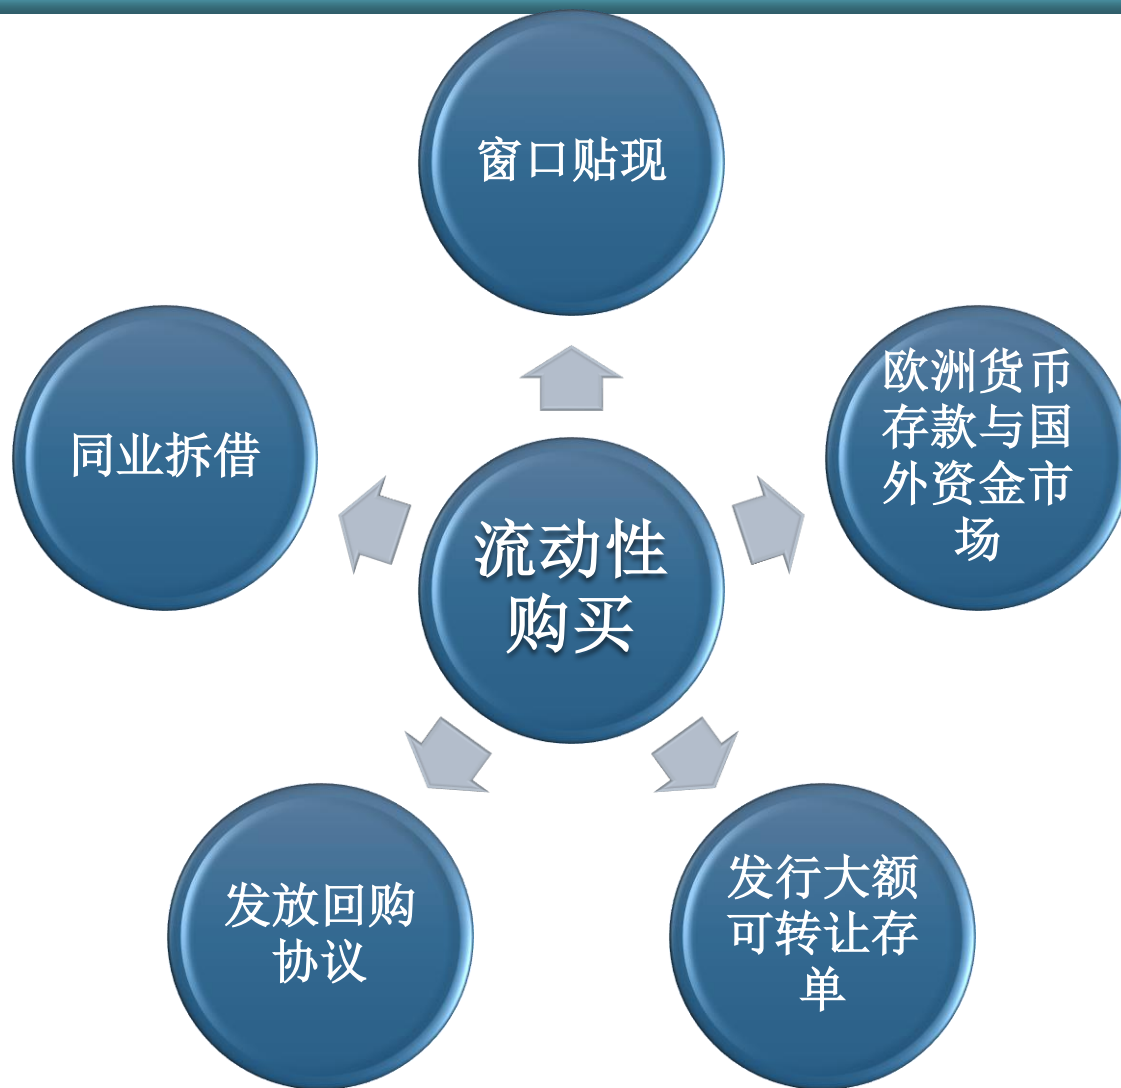 窗口贴现
欧洲货币
存款与国
外资金市
场
同业拆借
流动性
购买
发放回购
协议
发行大额
可转让存
单